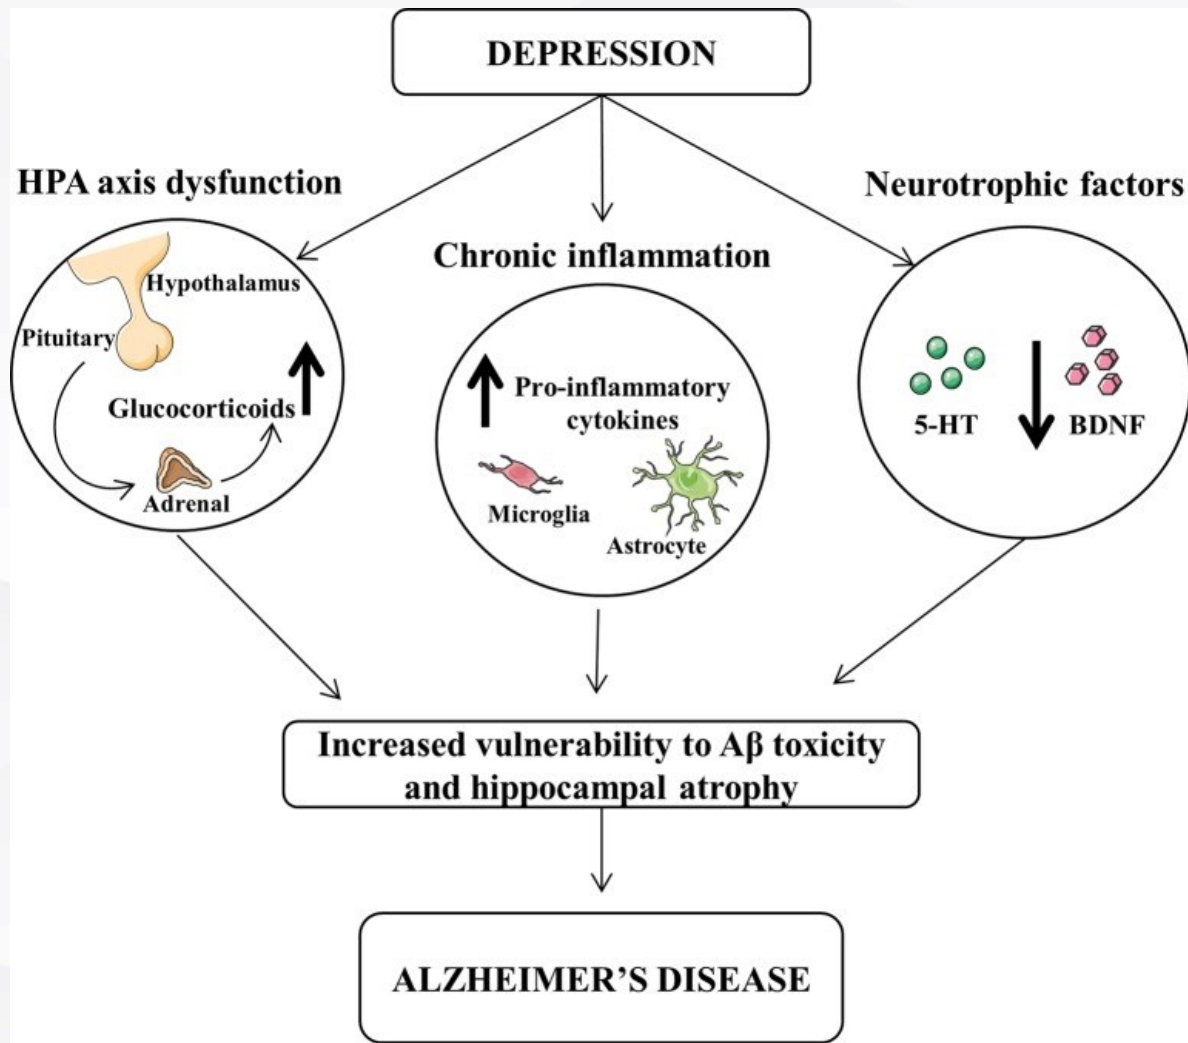 DEPRESSION
HPA axis dysfunction
Hypothalamus
Pituitary
Glucocorticoids
Adrenal
Chronic inflammation
Pro-inflammatory
cytokines
Microglia
Astrocyte
Neurotrophic factors
5-HT
BDNF
Increased vulnerability to Aβ toxicity
and hippocampal atrophy
ALZHEIMER’S DISEASE